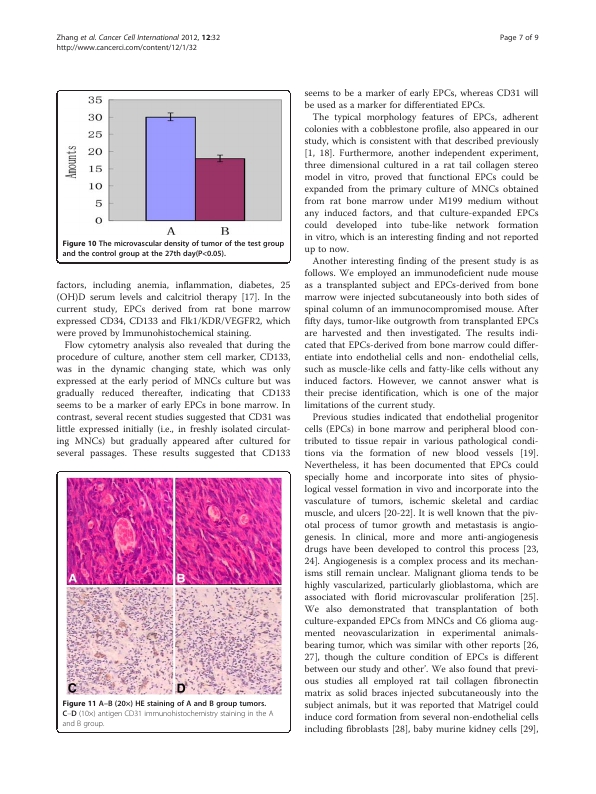 Zhang et al. Cancer Cell International 2012, 12:32
http://www.cancerci.com/content/12/1/32
Page 7 of 9
35
30
25
20
15
10
5
0
Amounts
A
B
Figure 10 The microvascular density of tumor of the test group
and the control group at the 27th day(P<0.05).
factors, including anemia, inflammation, diabetes, 25
(OH)D serum levels and calcitriol therapy [17]. In the
current study, EPCs derived from rat bone marrow
expressed CD34, CD133 and Flk1/KDR/VEGFR2, which
were proved by Immunohistochemical staining.
Flow cytometry analysis also revealed that during the
procedure of culture, another stem cell marker, CD133,
was in the dynamic changing state, which was only
expressed at the early period of MNCs culture but was
gradually reduced thereafter, indicating that CD133
seems to be a marker of early EPCs in bone marrow. In
contrast, several recent studies suggested that CD31 was
little expressed initially (i.e., in freshly isolated circulat-
ing MNCs) but gradually appeared after cultured for
several passages. These results suggested that CD133
A
B
C
D
Figure 11 A–B (20×) HE staining of A and B group tumors.
C–D (10×) antigen CD31 immunohistochemistry staining in the A
and B group.
seems to be a marker of early EPCs, whereas CD31 will
be used as a marker for differentiated EPCs.
The typical morphology features of EPCs, adherent
colonies with a cobblestone profile, also appeared in our
study, which is consistent with that described previously
[1, 18]. Furthermore, another independent experiment,
three dimensional cultured in a rat tail collagen stereo
model in vitro, proved that functional EPCs could be
expanded from the primary culture of MNCs obtained
from rat bone marrow under M199 medium without
any induced factors, and that culture-expanded EPCs
could developed into tube-like network formation
in vitro, which is an interesting finding and not reported
up to now.
Another interesting finding of the present study is as
follows. We employed an immunodeficient nude mouse
as a transplanted subject and EPCs-derived from bone
marrow were injected subcutaneously into both sides of
spinal column of an immunocompromised mouse. After
fifty days, tumor-like outgrowth from transplanted EPCs
are harvested and then investigated. The results indi-
cated that EPCs-derived from bone marrow could differ-
entiate into endothelial cells and non- endothelial cells,
such as muscle-like cells and fatty-like cells without any
induced factors. However, we cannot answer what is
their precise identification, which is one of the major
limitations of the current study.
Previous studies indicated that endothelial progenitor
cells (EPCs) in bone marrow and peripheral blood con-
tributed to tissue repair in various pathological condi-
tions via the formation of new blood vessels [19].
Nevertheless, it has been documented that EPCs could
specially home and incorporate into sites of physio-
logical vessel formation in vivo and incorporate into the
vasculature of tumors, ischemic skeletal and cardiac
muscle, and ulcers [20-22]. It is well known that the piv-
otal process of tumor growth and metastasis is angio-
genesis. In clinical, more and more anti-angiogenesis
drugs have been developed to control this process [23,
24]. Angiogenesis is a complex process and its mechan-
isms still remain unclear. Malignant glioma tends to be
highly vascularized, particularly glioblastoma, which are
associated with florid microvascular proliferation [25].
We also demonstrated that transplantation of both
culture-expanded EPCs from MNCs and C6 glioma aug-
mented neovascularization in experimental animals-
bearing tumor, which was similar with other reports [26,
27], though the culture condition of EPCs is different
between our study and other'. We also found that previ-
ous studies all employed rat tail collagen fibronectin
matrix as solid braces injected subcutaneously into the
subject animals, but it was reported that Matrigel could
induce cord formation from several non-endothelial cells
including fibroblasts [28], baby murine kidney cells [29],